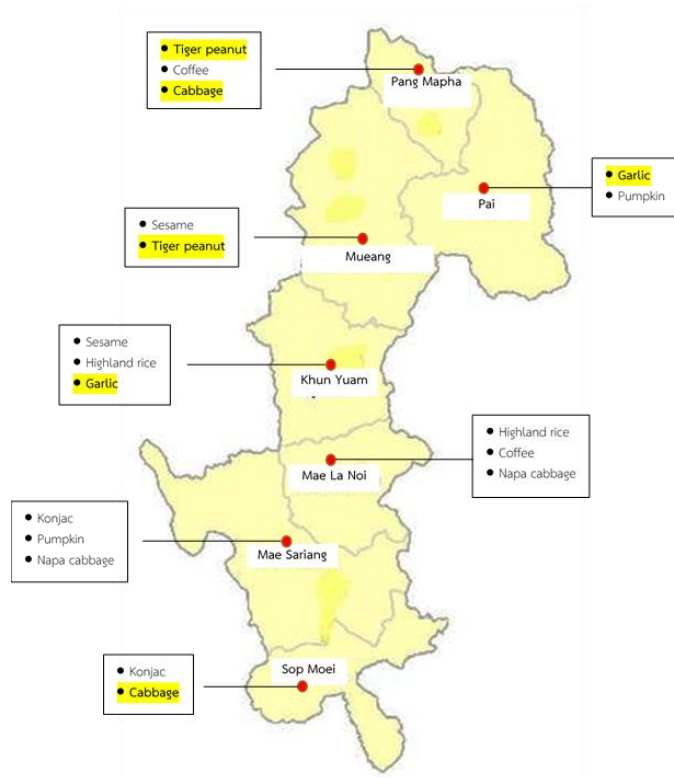 • Tiger peanut
• Coffee
• Cabbage
Pang Mapha
• Garlic
• Pumpkin
Pai
• Sesame
• Tiger peanut
Mueang
• Sesame
• Highland rice
• Garlic
Khun Yuam
• Highland rice
• Coffee
• Napa cabbage
Mae La Noi
• Konjac
• Pumpkin
• Napa cabbage
Mae Sariang
Sop Moei
• Konjac
• Cabbage